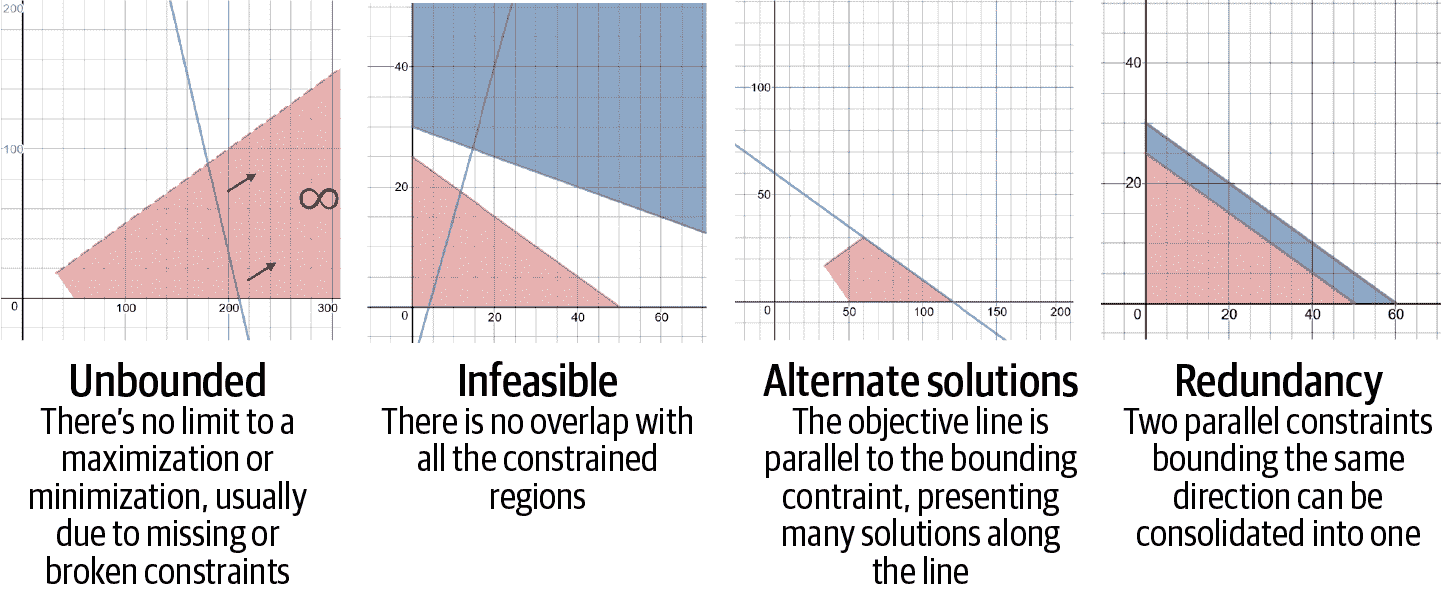 200
100
0
100
200
300
∞
40
20
0
20
40
60
100
50
0
50
100
150
200
40
20
0
20
40
60
Unbounded
There's no limit to a
maximization or
minimization, usually
due to missing or
broken constraints
Infeasible
There is no overlap with
all the constrained
regions
Alternate solutions
The objective line is
parallel to the bounding
contraint, presenting
many solutions along
the line
Redundancy
Two parallel constraints
bounding the same
direction can be
consolidated into one